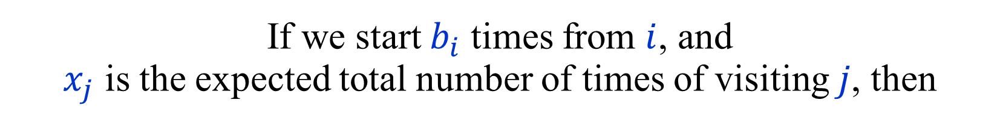 If we start b_i times from i, and
x_j is the expected total number of times of visiting j, then